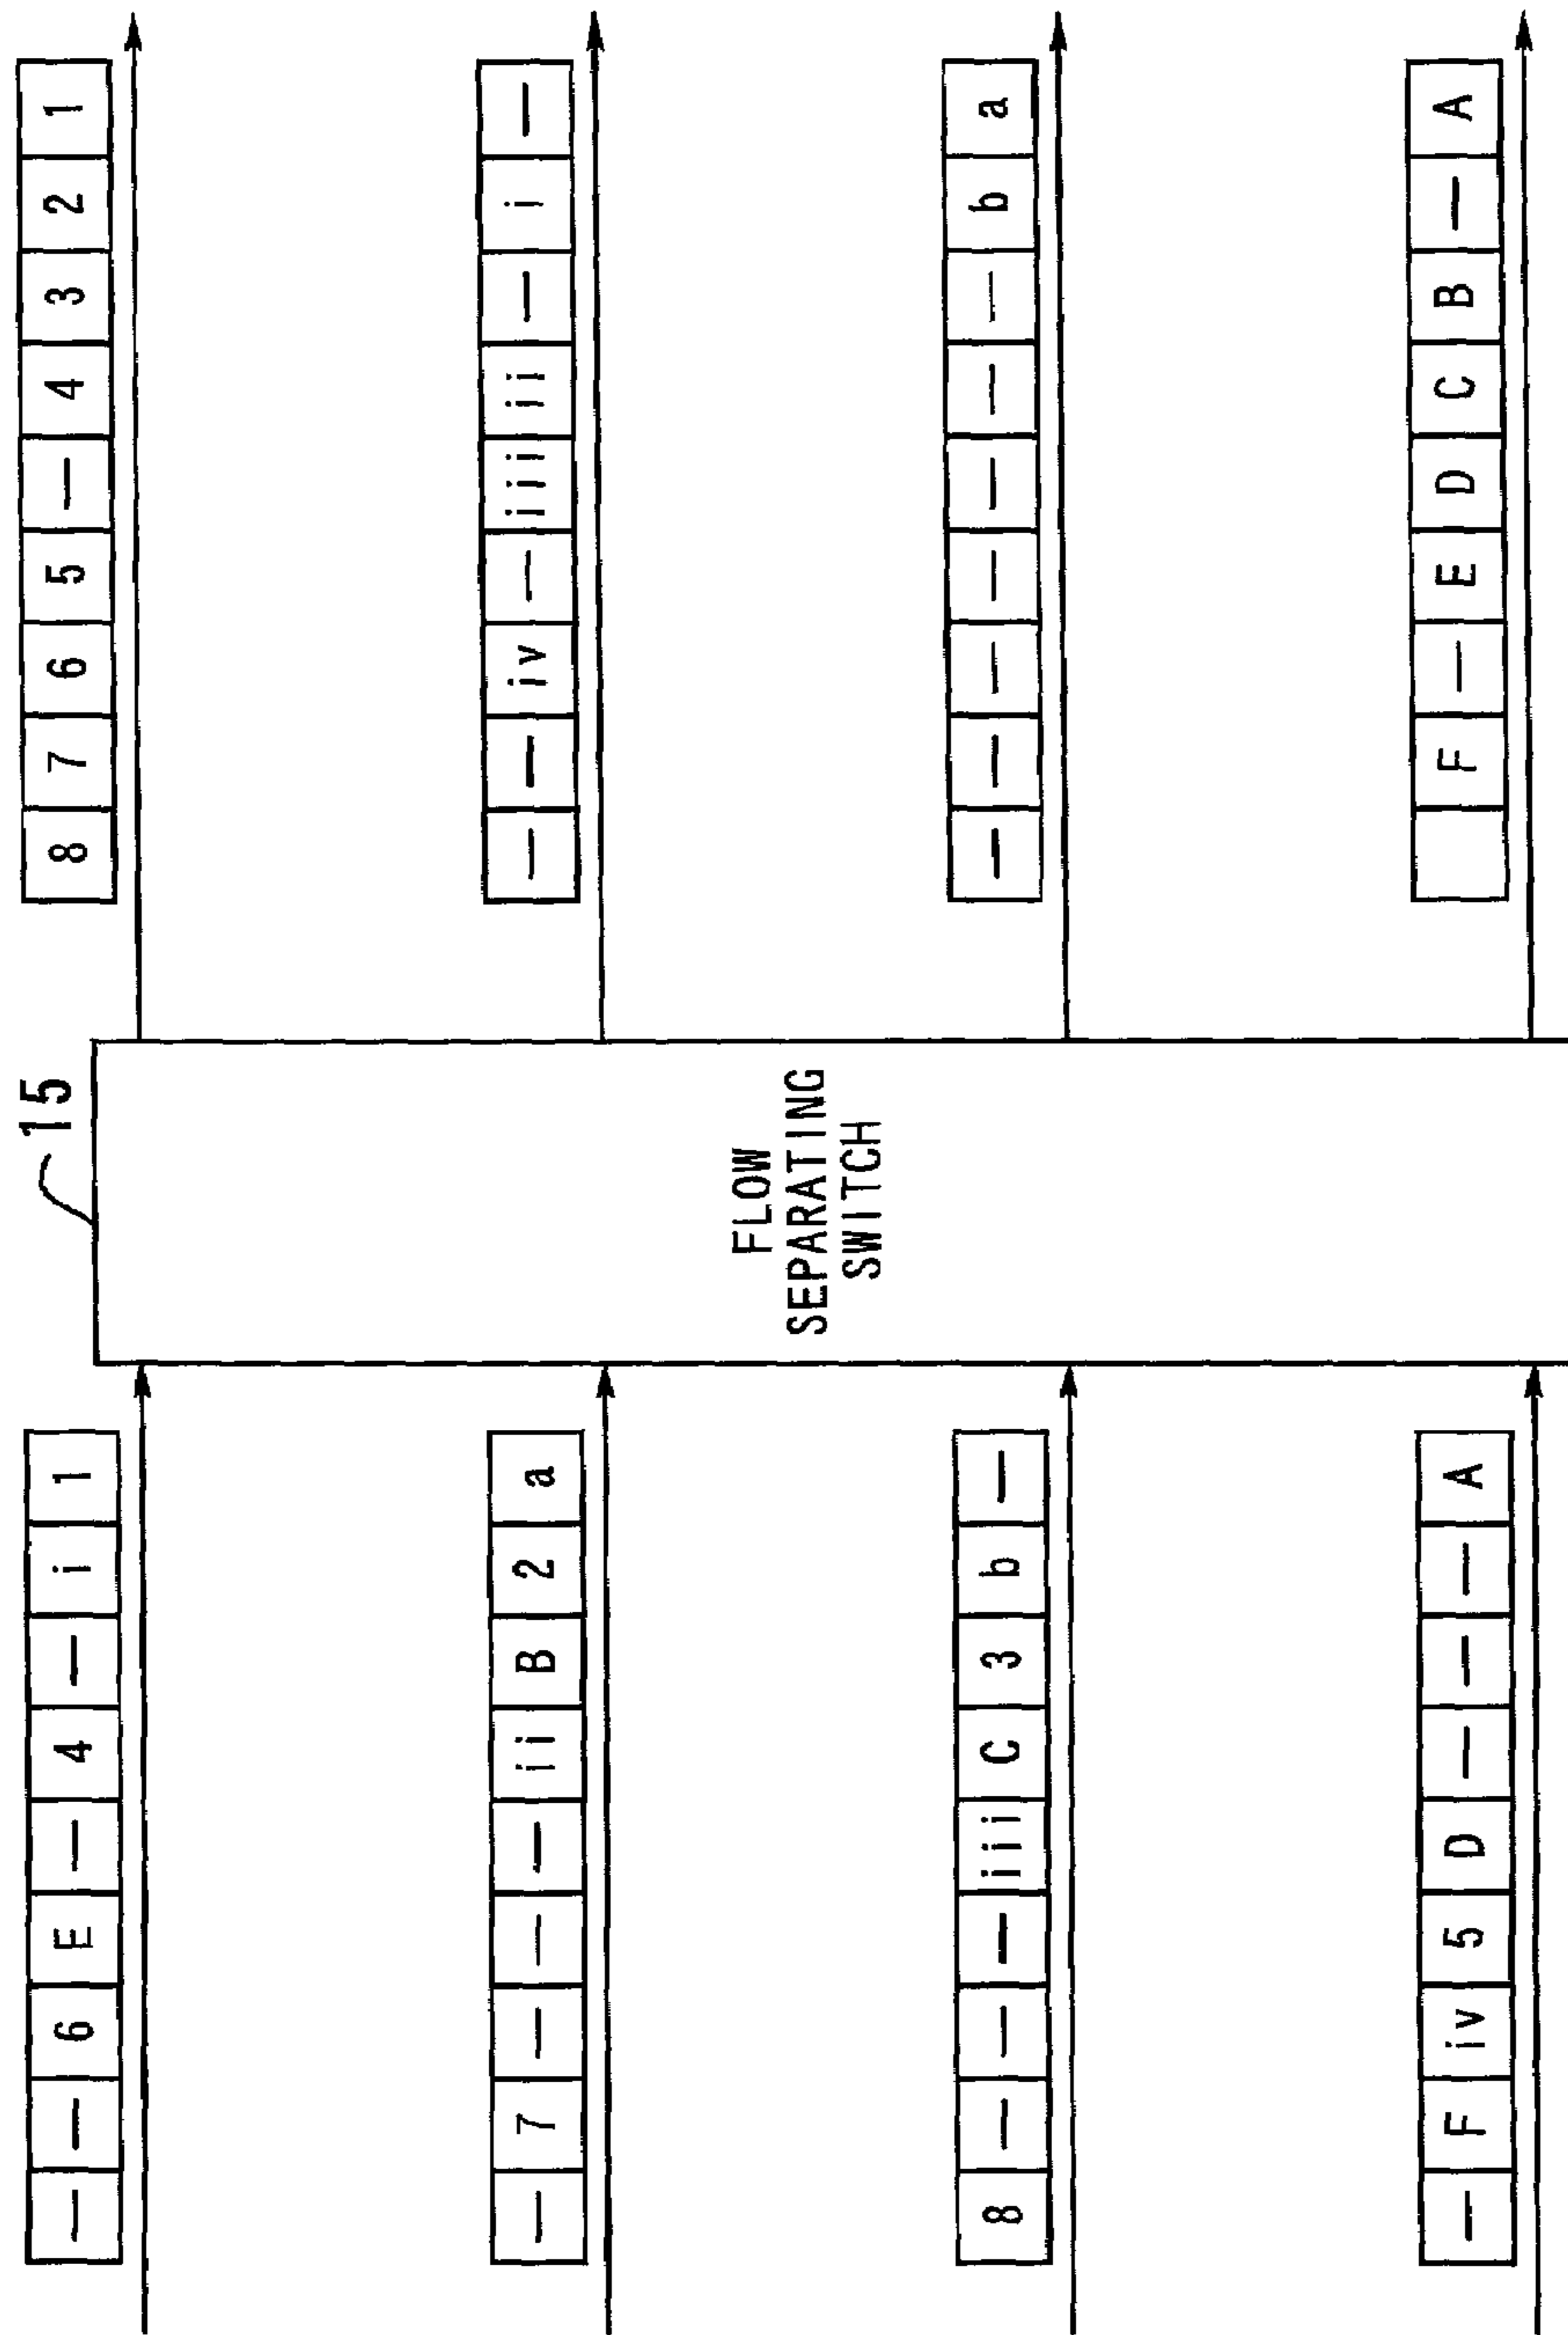 — — 6 E — 4 — i 1
15
8 7 6 5 — 4 3 2 1
— 7 — — — ii B 2 a
— — iv — iii ii — i —
FLOW
SEPARATING
SWITCH
8 — — — iii C 3 b —
— — — — — — — b a
— F iv 5 D — — — A
F — E D C B — A